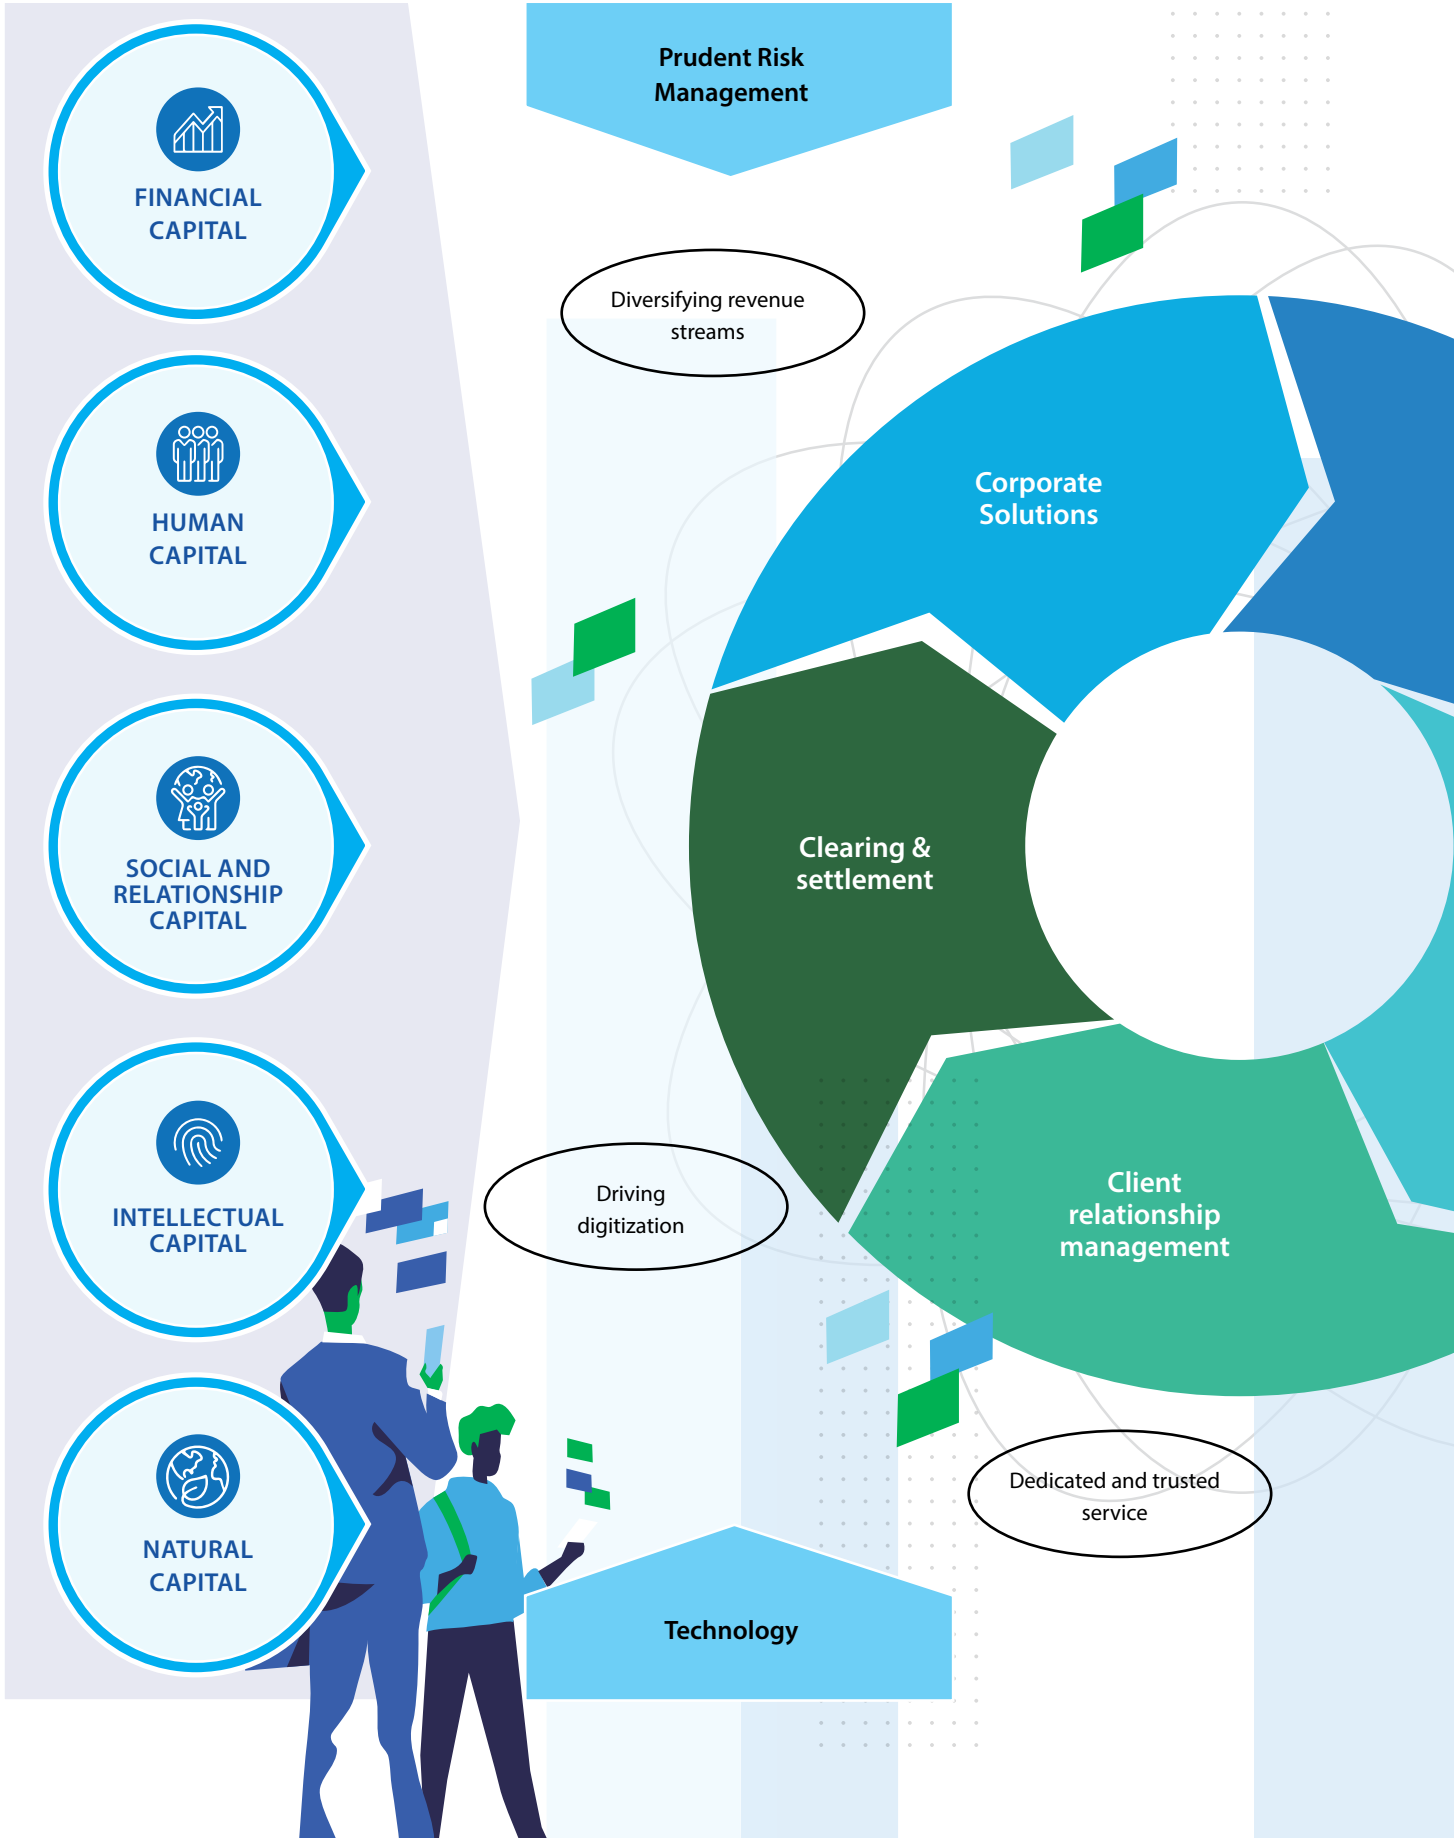 FINANCIAL
CAPITAL
HUMAN
CAPITAL
SOCIAL AND
RELATIONSHIP
CAPITAL
INTELLECTUAL
CAPITAL
NATURAL
CAPITAL
Prudent Risk
Management
Diversifying revenue
streams
Corporate
Solutions
Clearing &
settlement
Driving
digitization
Client
relationship
management
Dedicated and trusted
service
Technology